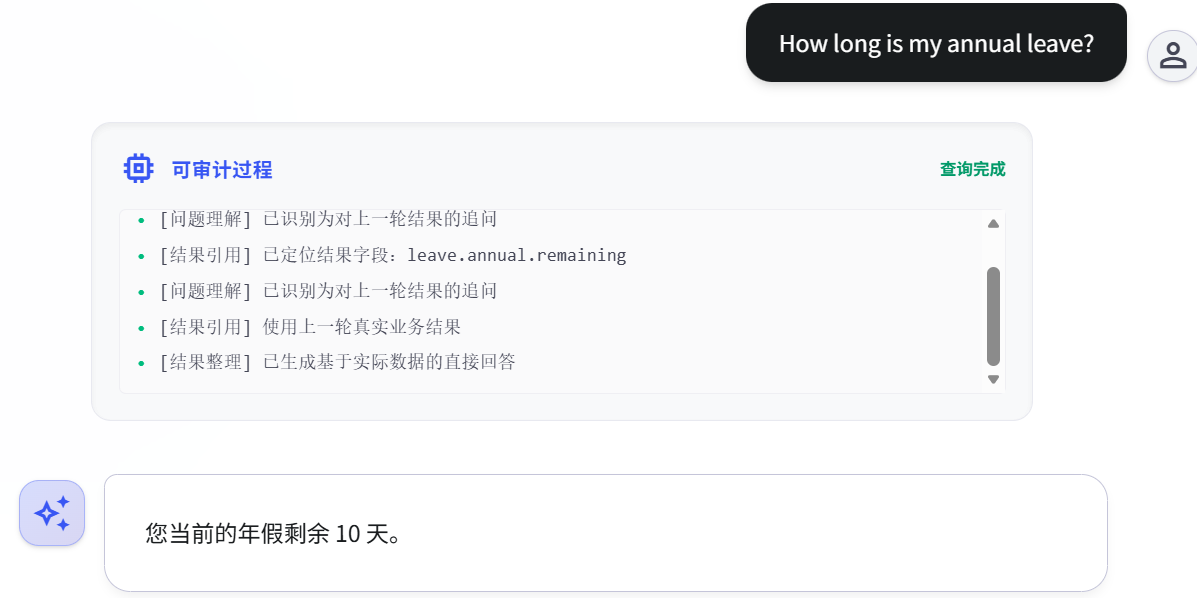 How long is my annual leave?
可审计过程
查询完成
[问题理解] 已识别为对上一轮结果的追问
[结果引用] 已定位结果字段：leave.annual.remaining
[问题理解] 已识别为对上一轮结果的追问
[结果引用] 使用上一轮真实业务结果
[结果整理] 已生成基于实际数据的直接回答
您当前的年假剩余 10 天。